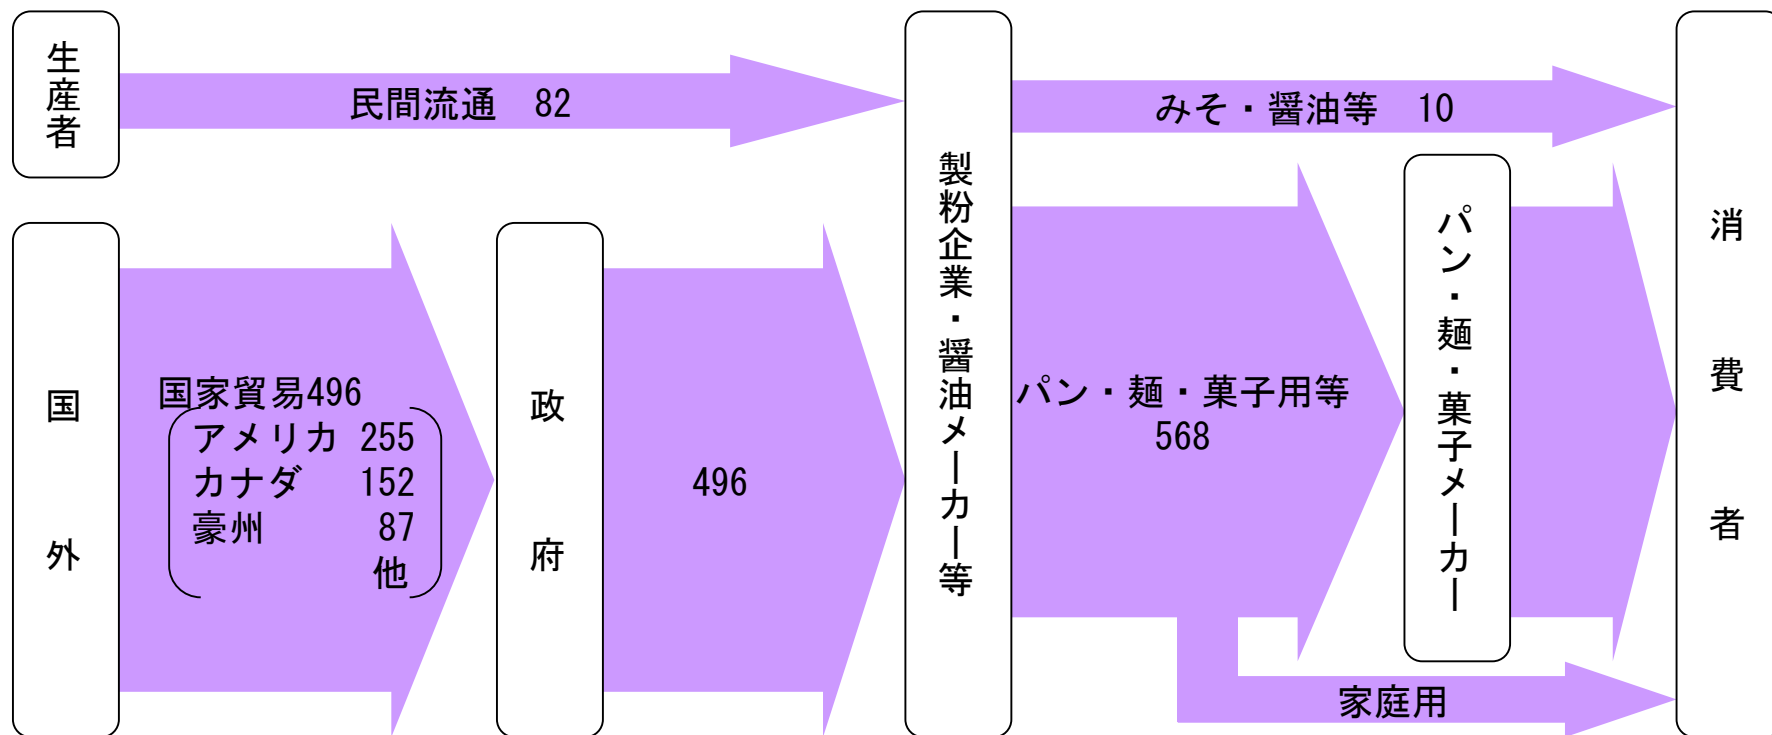 生産者
民間流通　82
国外
国家貿易496
アメリカ 255
カナダ　 152
豪州　　 87
他
政府
496
製粉企業・醤油メーカー等
みそ・醤油等　10
パン・麺・菓子用等
568
パン・麺・菓子メーカー
家庭用
消費者